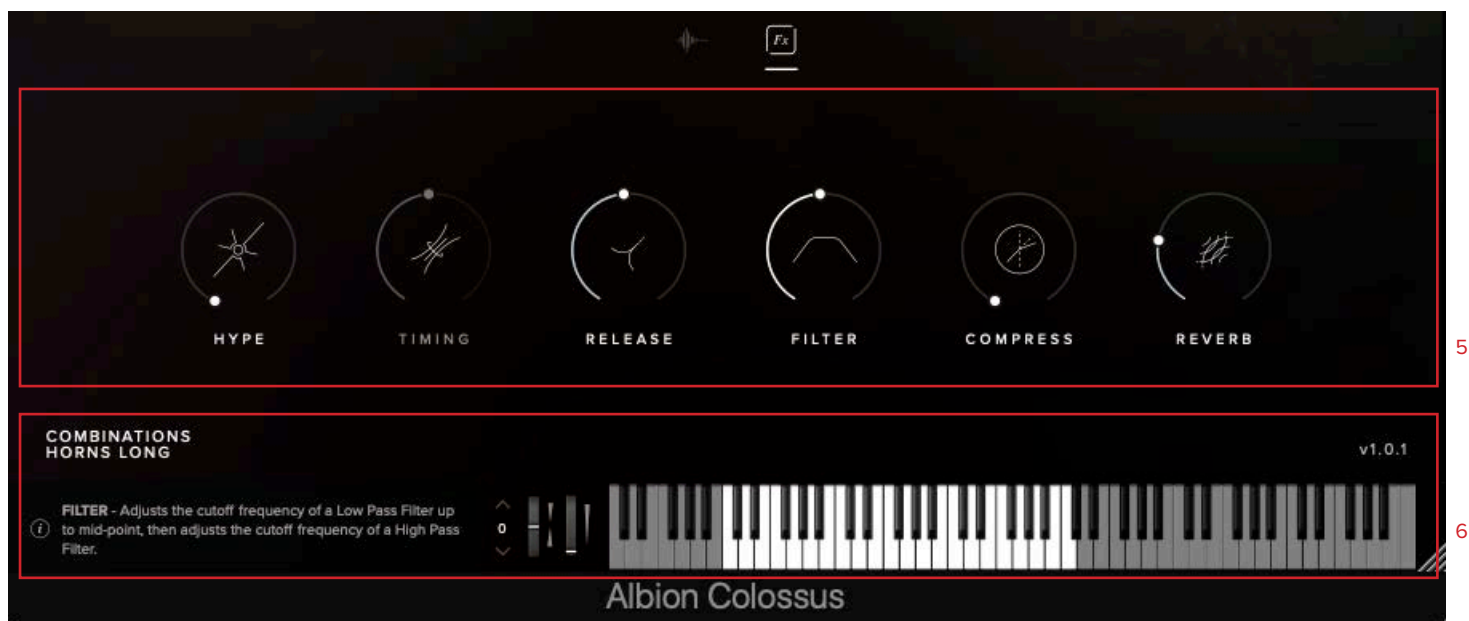 Fx
HYPE
TIMING
RELEASE
FILTER
COMPRESS
REVERB
5
COMBINATIONS
HORNS LONG
v1.0.1
FILTER - Adjusts the cutoff frequency of a Low Pass Filter up
to mid-point, then adjusts the cutoff frequency of a High Pass
Filter.
i
0
6
Albion Colossus